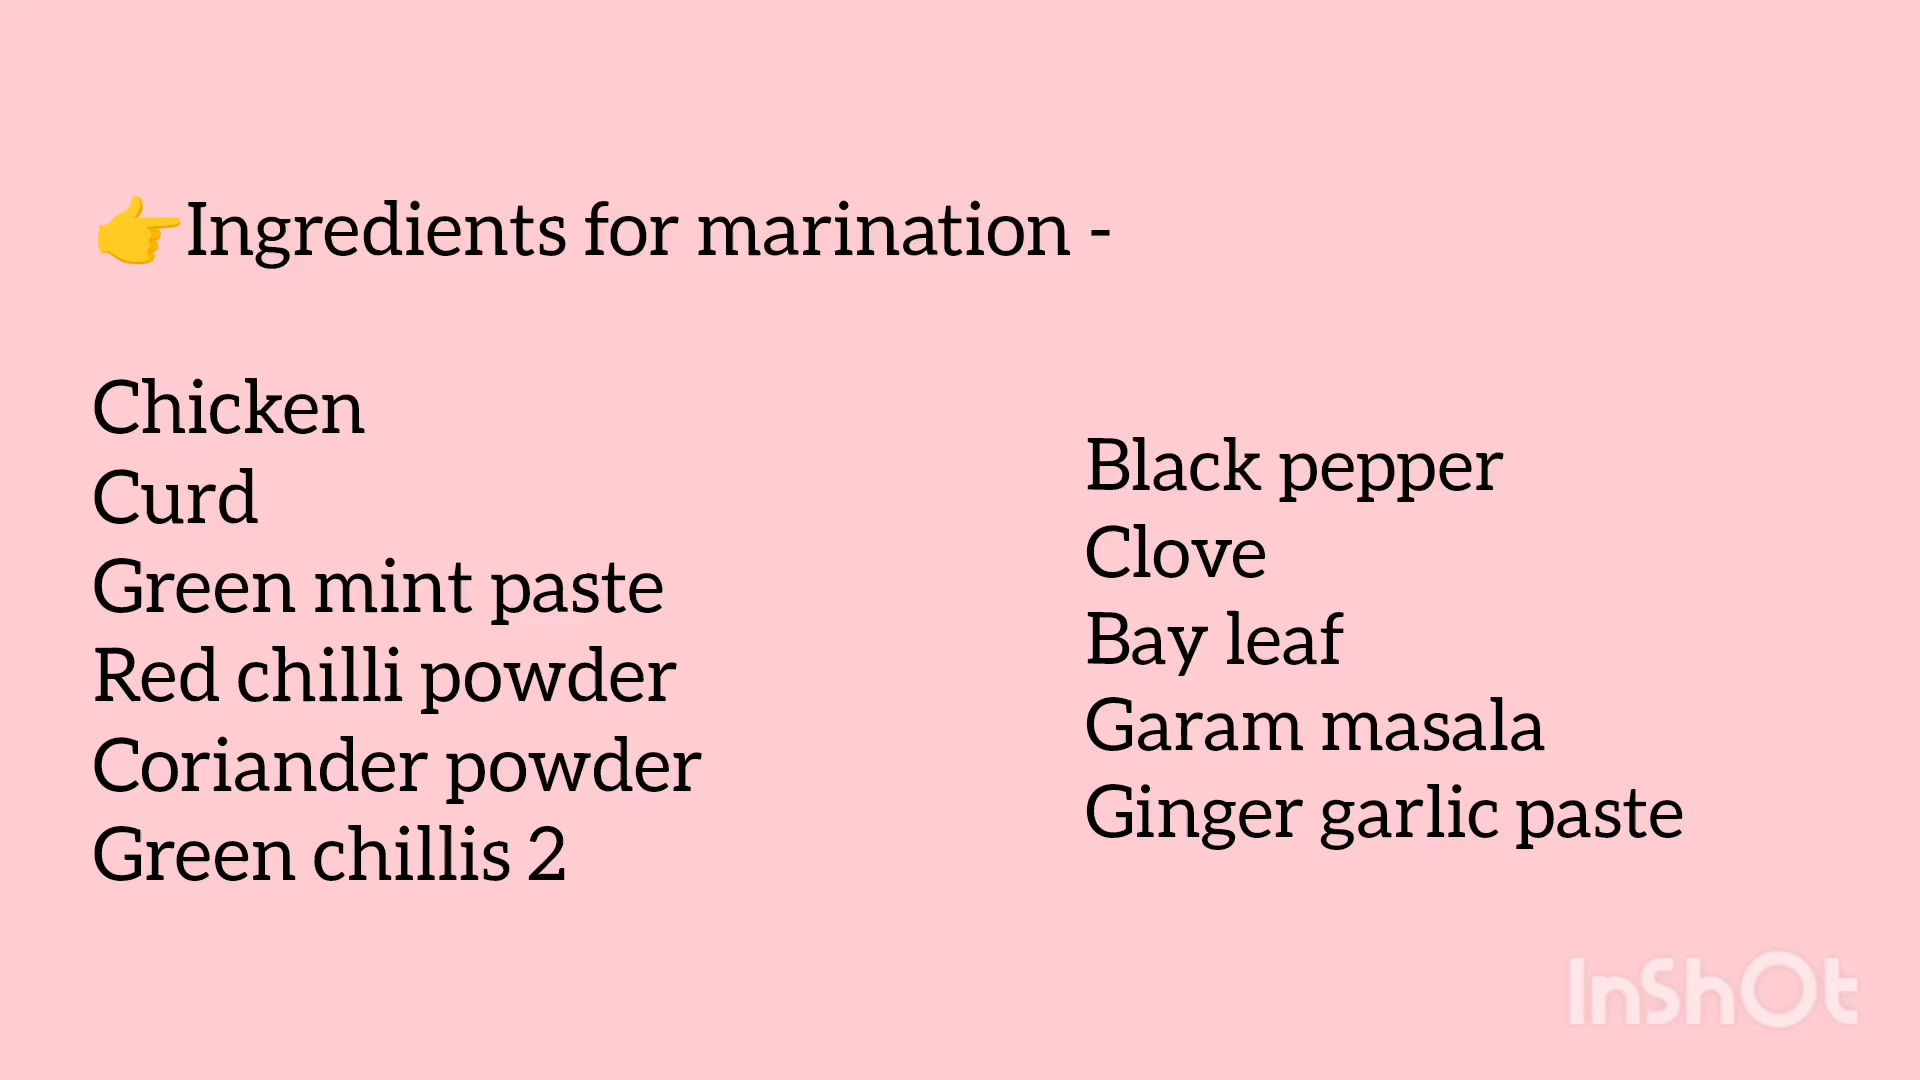 👉Ingredients for marination -
Chicken
Curd
Green mint paste
Red chilli powder
Coriander powder
Green chillis 2
Black pepper
Clove
Bay leaf
Garam masala
Ginger garlic paste
InShOt